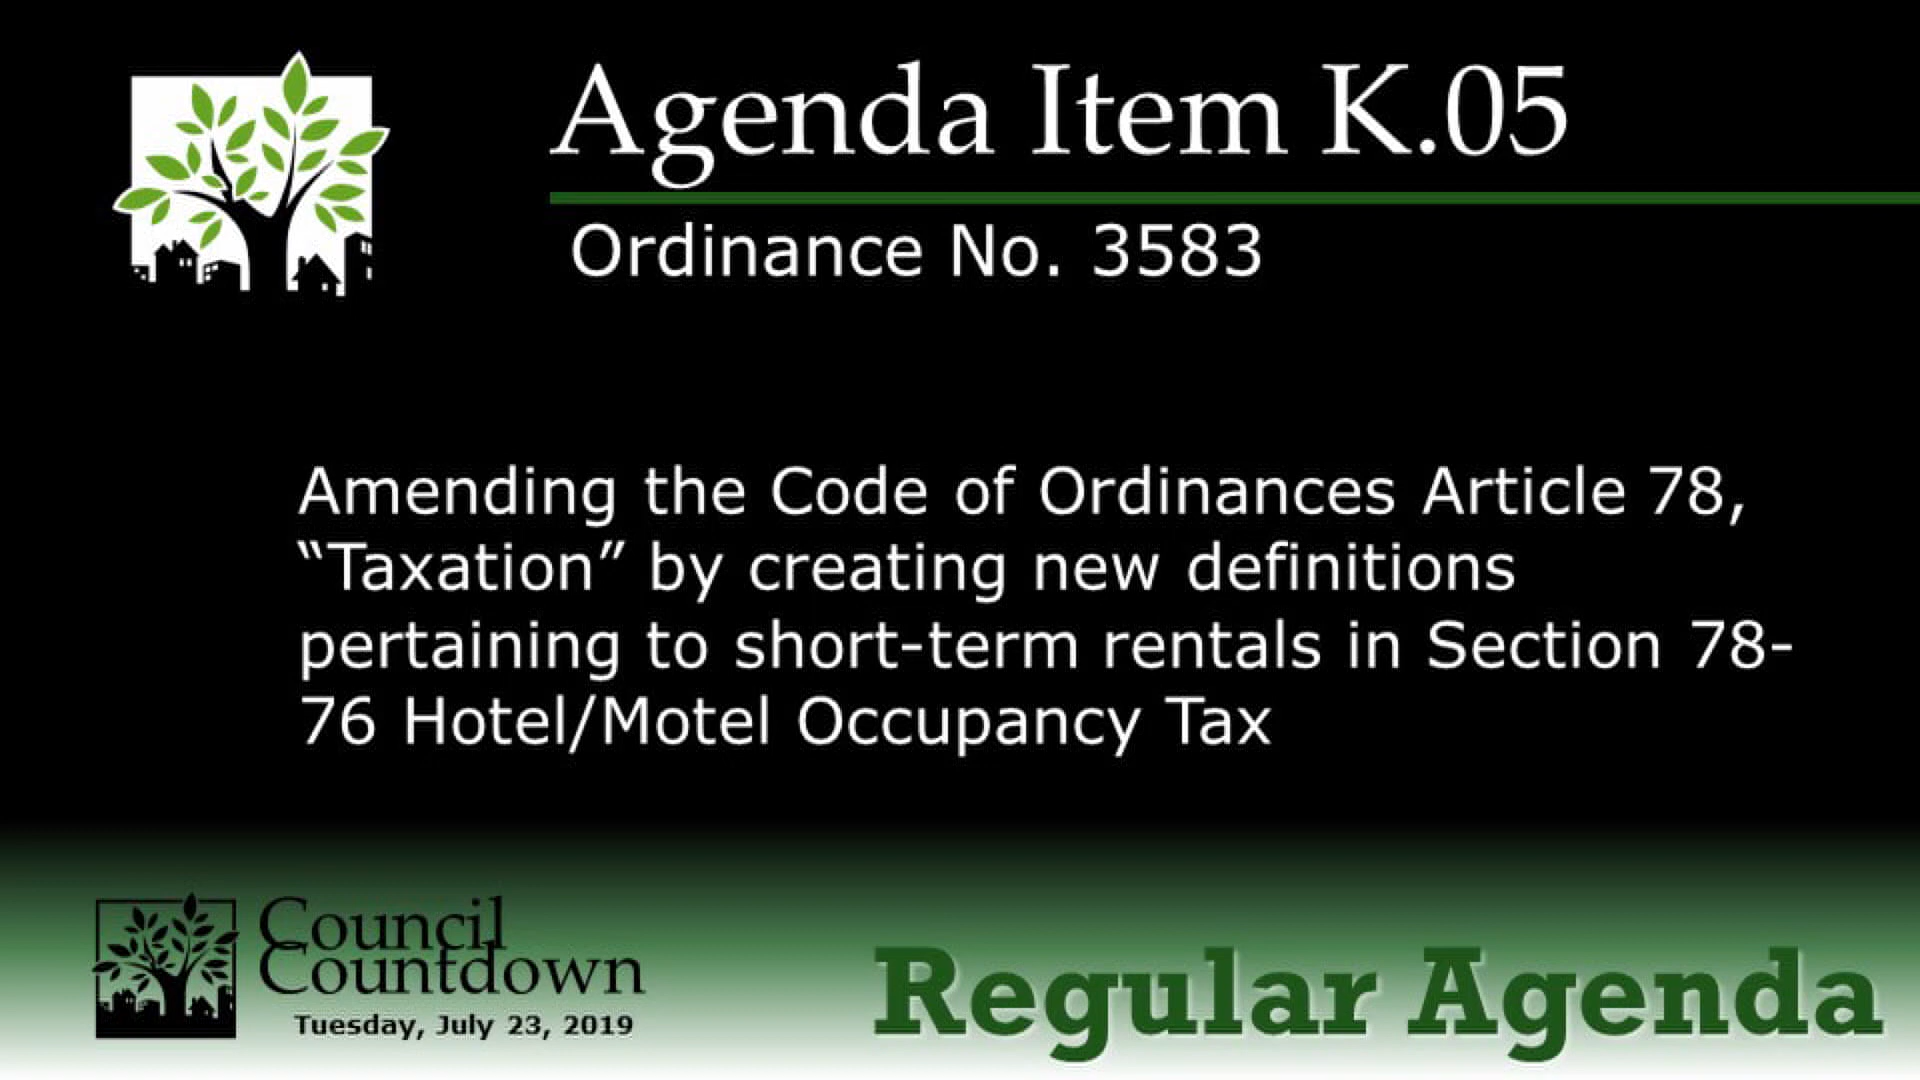 Agenda Item K.05
Ordinance No. 3583
Amending the Code of Ordinances Article 78,
“Taxation” by creating new definitions
pertaining to short-term rentals in Section 78-
76 Hotel/Motel Occupancy Tax
Council
Countdown
Tuesday, July 23, 2019
Regular Agenda